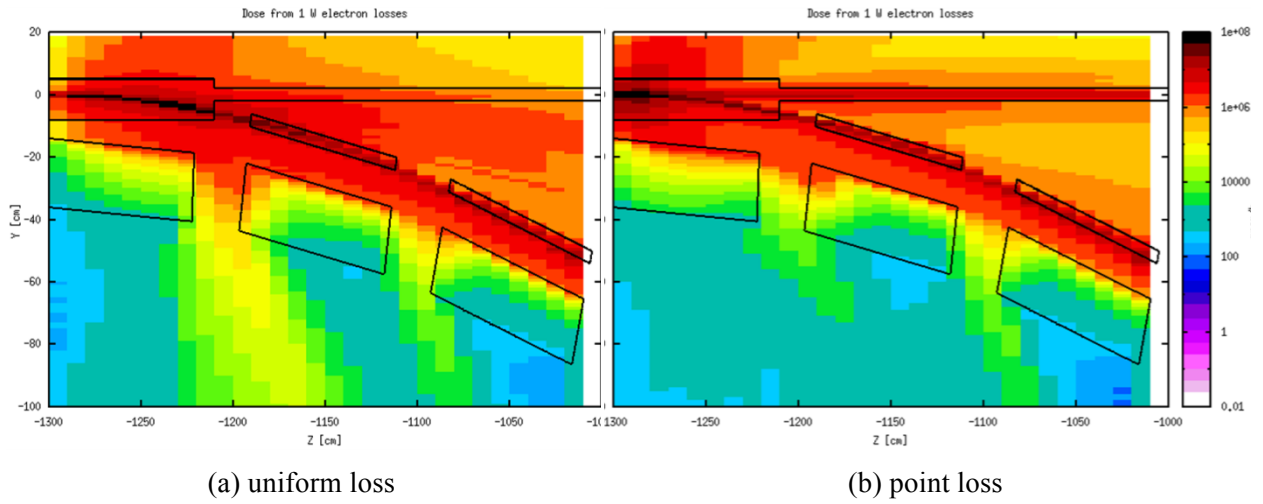 Dose from 1 W electron losses
Dose from 1 W electron losses
20
0
-20
-40
-60
-80
-100
Y [cm]
-1300
-1250
-1200
-1150
-1100
-1050
Z [cm]
-1300
-1250
-1200
-1150
-1100
-1050
-1000
Z [cm]
1e+08
1e+06
10000
100
1
0.01
(a) uniform loss
(b) point loss